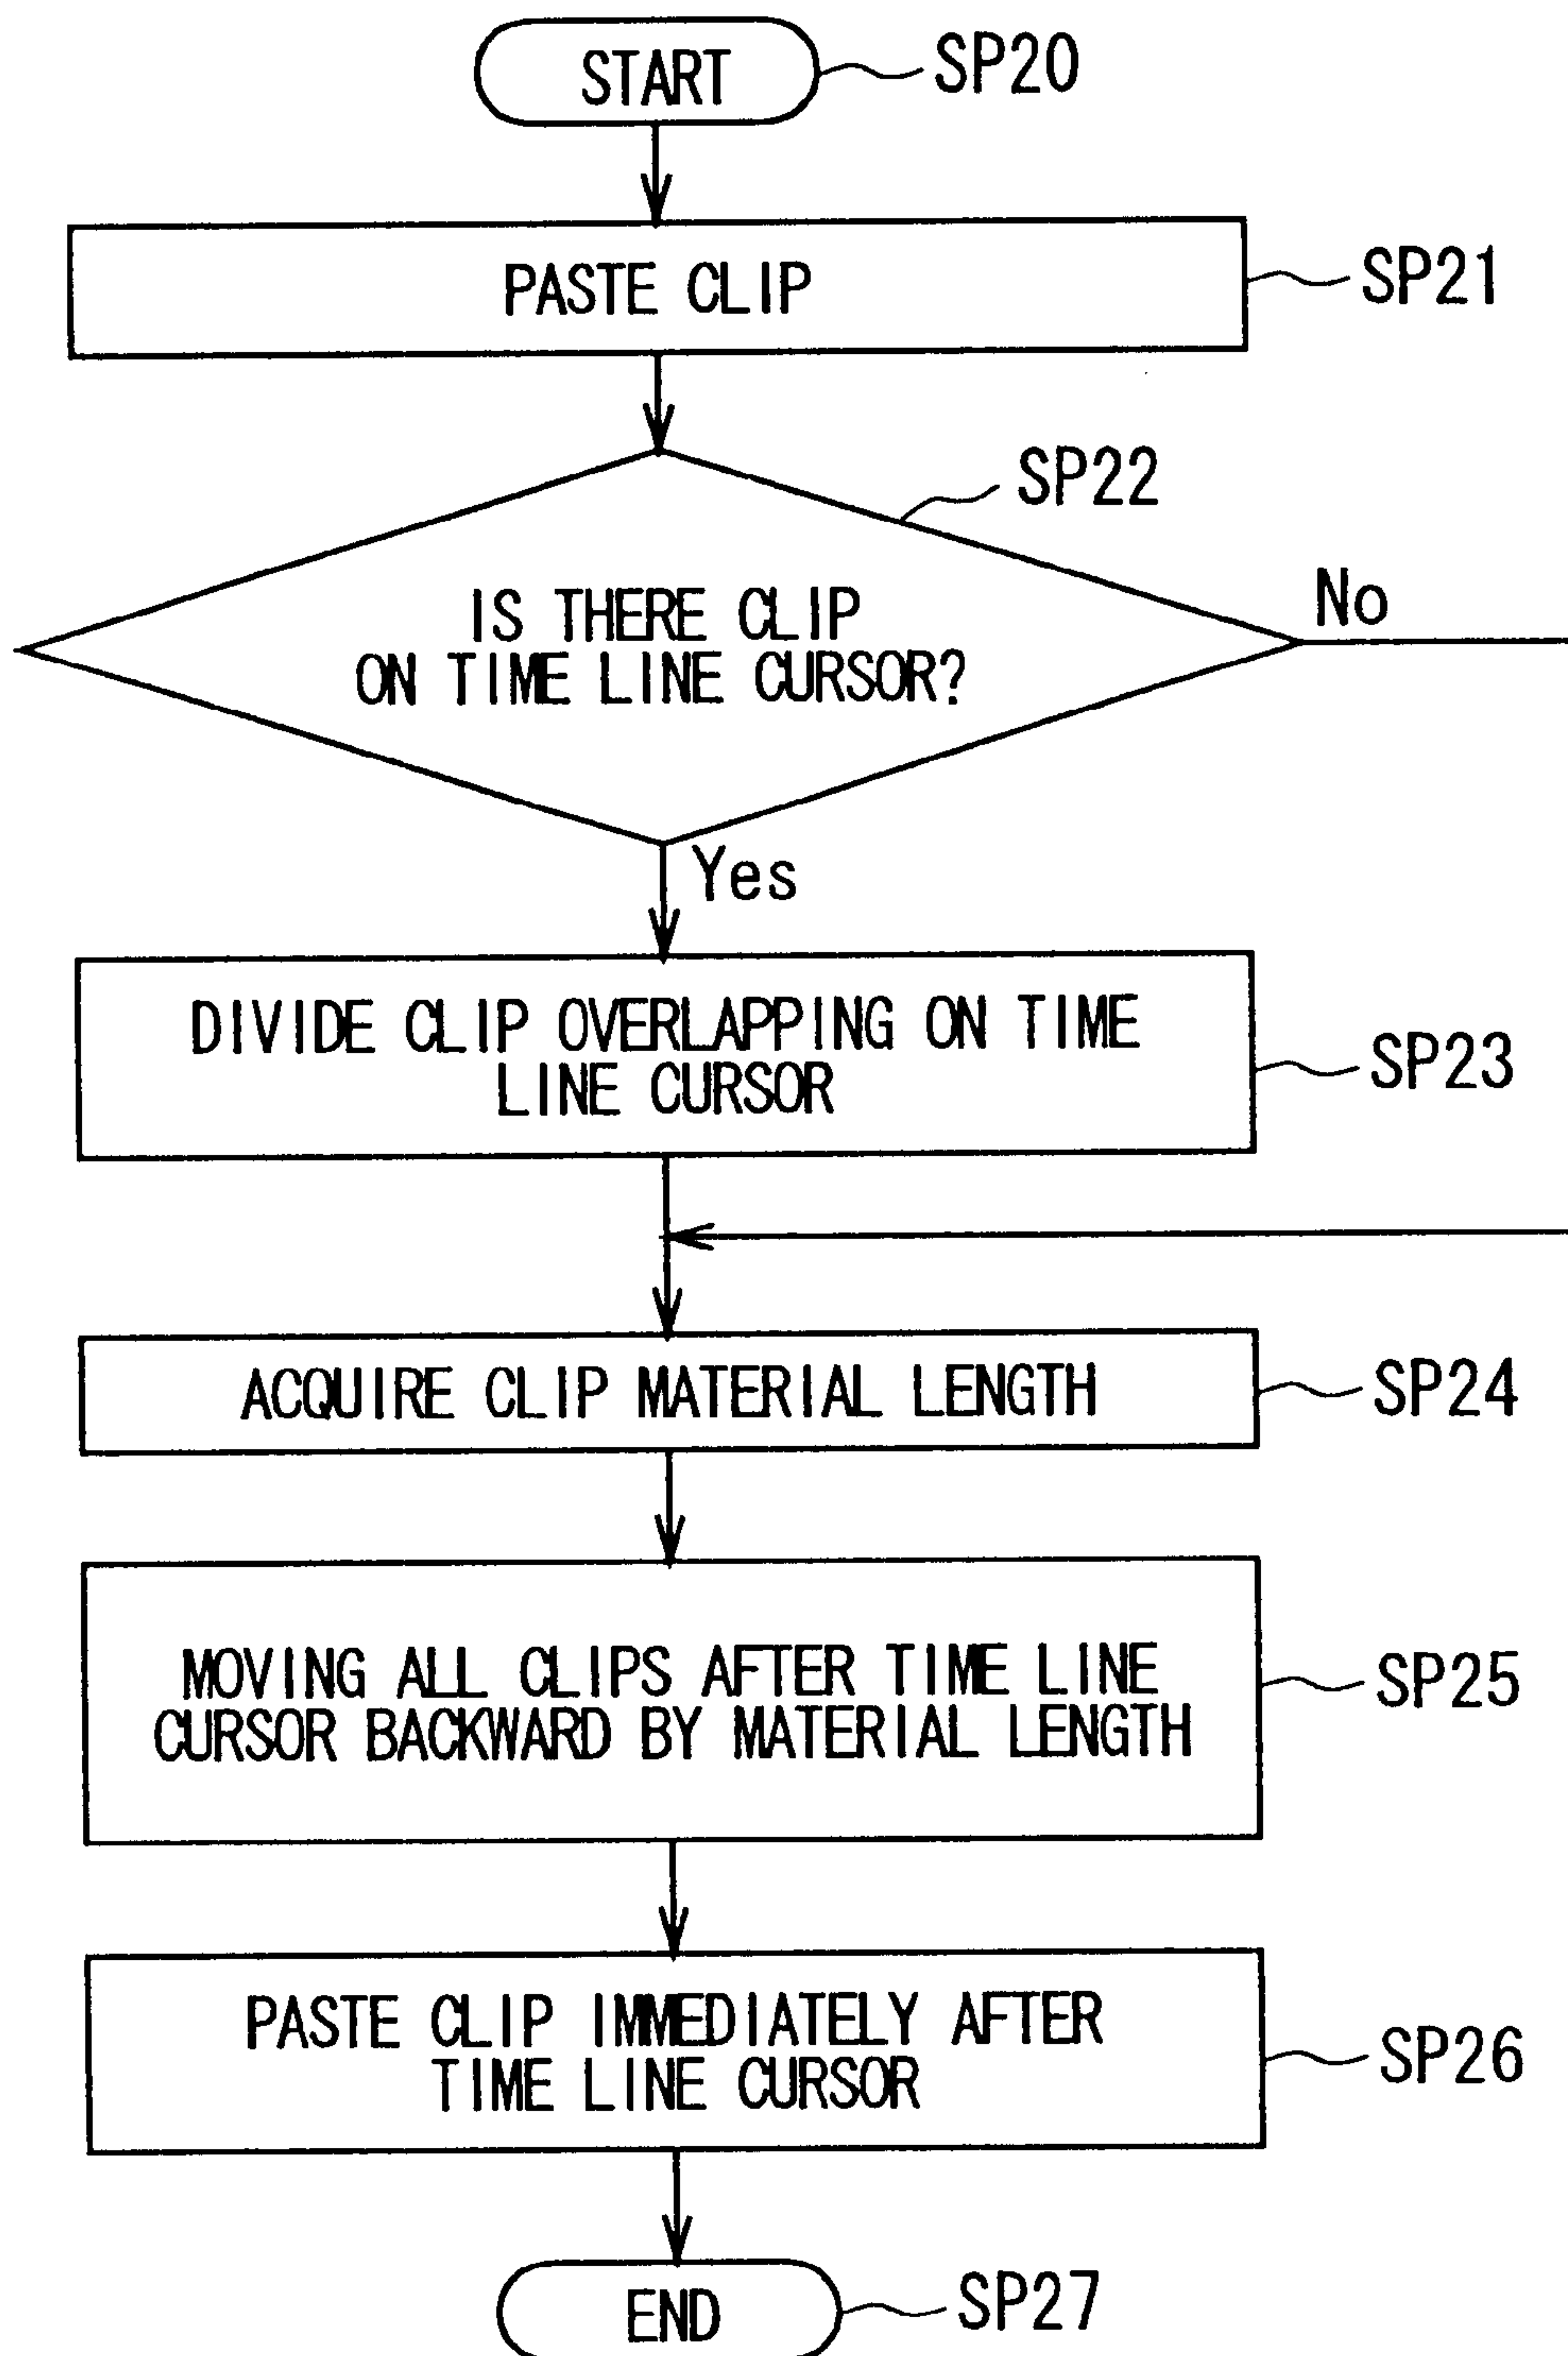 START
SP20
PASTE CLIP
SP21
SP22
IS THERE CLIP
ON TIME LINE CURSOR?
No
Yes
DIVIDE CLIP OVERLAPPING ON TIME
LINE CURSOR
SP23
ACQUIRE CLIP MATERIAL LENGTH
SP24
MOVING ALL CLIPS AFTER TIME LINE
CURSOR BACKWARD BY MATERIAL LENGTH
SP25
PASTE CLIP IMMEDIATELY AFTER
TIME LINE CURSOR
SP26
END
SP27